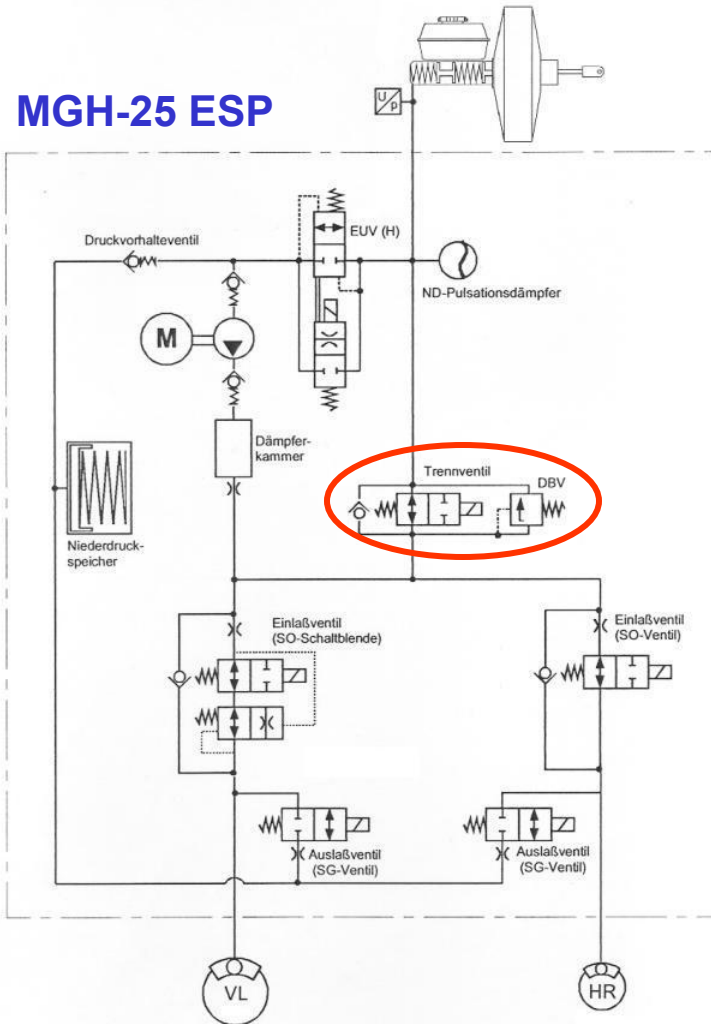 MGH-25 ESP
U
p
EUV (H)
Druckvorhalteventil
ND-Pulsationsdämpfer
M
Dämpfer-
kammer
Trennventil
DBV
Niederdruck-
speicher
Einlaßventil
(SO-Schaltblende)
Einlaßventil
(SO-Ventil)
Auslaßventil
(SG-Ventil)
Auslaßventil
(SG-Ventil)
VL
HR